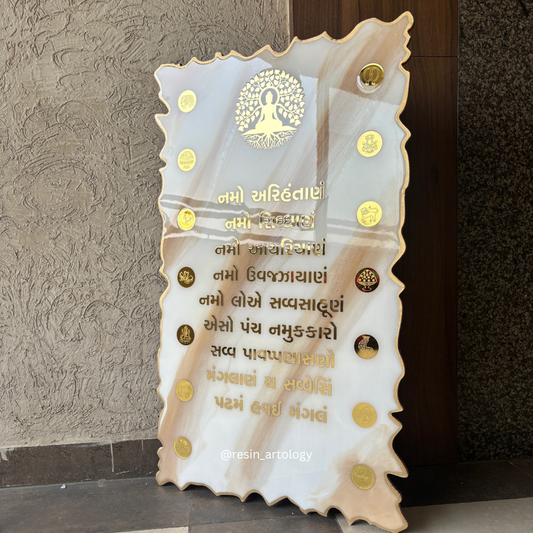 નમો અરિહંતાણં
નમો સિધ્ધાણં
નમો આયરિયાણં
નમો ઉવજઝાયાણં
નમો લોએ સવ્વસાહૂણં
એસો પંચ નમુક્કારો
સવ્વ પાવપ્પણાસણો
મંગલાણં ચ સવ્વેસિં
પઢમં હવઈ મંગલં
@resin_artology